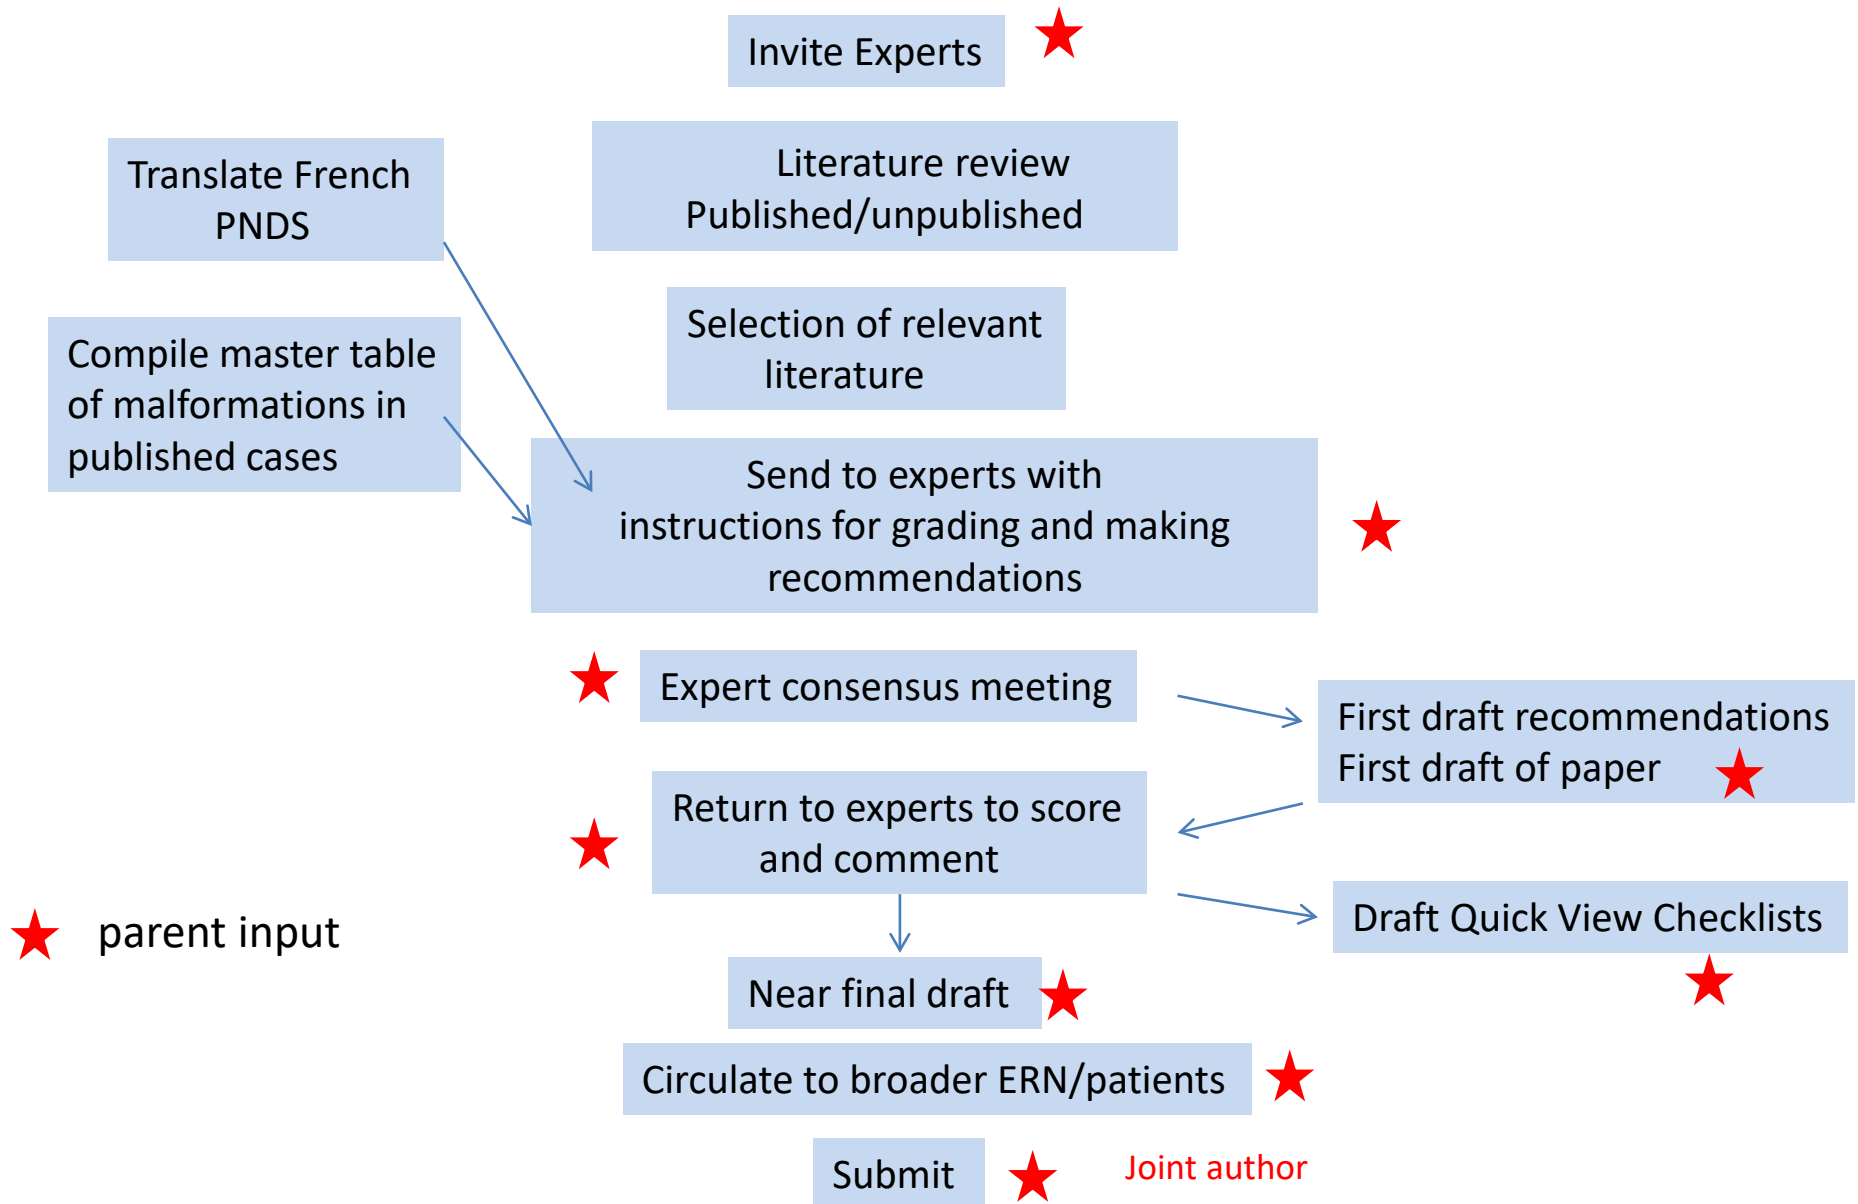 Invite Experts
Translate French
PNDS
Literature review
Published/unpublished
Compile master table
of malformations in
published cases
Selection of relevant
literature
Send to experts with
instructions for grading and making
recommendations
Expert consensus meeting
First draft recommendations
First draft of paper
Return to experts to score
and comment
Draft Quick View Checklists
parent input
Near final draft
Circulate to broader ERN/patients
Submit
Joint author